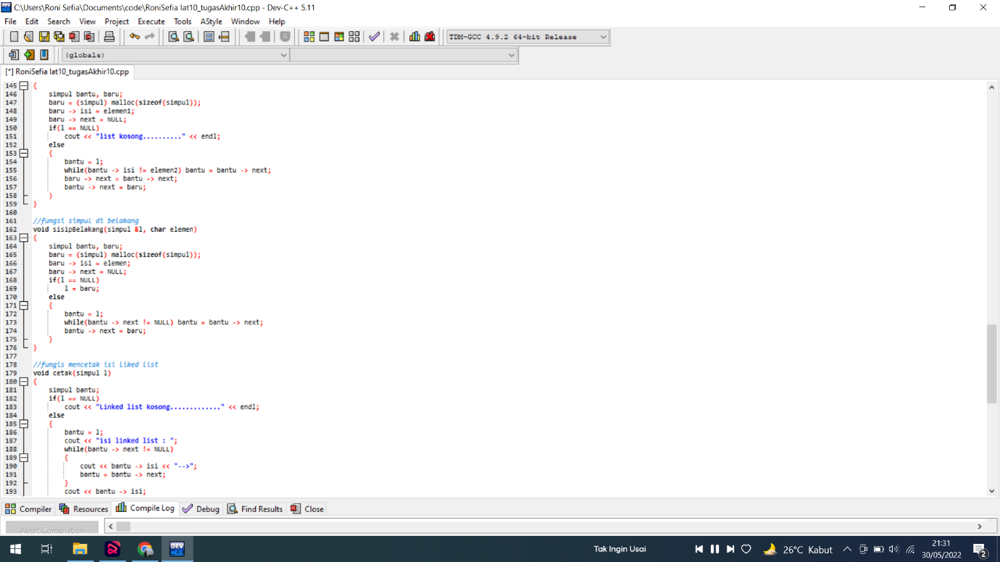 C:\Users\Roni Sefia\Documents\code\RoniSefia lat10_tugasAkhir10.cpp - Dev-C++ 5.11
File Edit Search View Project Execute Tools AStyle Window Help
TDM-GCC 4.9.2 64-bit Release
(globals)
[*] RoniSefia lat10_tugasAkhir10.cpp
145 {
146 simpul bantu, baru;
147 baru = (simpul) malloc(sizeof(simpul));
148 baru -> isi = elemen1;
149 baru -> next = NULL;
150 if(l == NULL)
151 cout << "list kosong.........." << endl;
152 else
153 {
154 bantu = l;
155 while(bantu -> isi != elemen2) bantu = bantu -> next;
156 baru -> next = bantu -> next;
157 bantu -> next = baru;
158 }
159 }
160
161 //fungsi simpul di belakang
162 void sisipBelakang(simpul &l, char elemen)
163 {
164 simpul bantu, baru;
165 baru = (simpul) malloc(sizeof(simpul));
166 baru -> isi = elemen;
167 baru -> next = NULL;
168 if(l == NULL)
169 l = baru;
170 else
171 {
172 bantu = l;
173 while(bantu -> next != NULL) bantu = bantu -> next;
174 bantu -> next = baru;
175 }
176 }
177
178 //fungis mencetak isi liked list
179 void cetak(simpul l)
180 {
181 simpul bantu;
182 if(l == NULL)
183 cout << "Linked list kosong............." << endl;
184 else
185 {
186 bantu = l;
187 cout << "isi linked list : ";
188 while(bantu -> next != NULL)
189 {
190 cout << bantu -> isi << "-->";
191 bantu = bantu -> next;
192 }
193 cout << bantu -> isi;
Compiler Resources Compile Log Debug Find Results Close
Abort Compilation
DEV C++ Tak Ingin Usai 26°C Kabut 21:31
30/05/2022 2